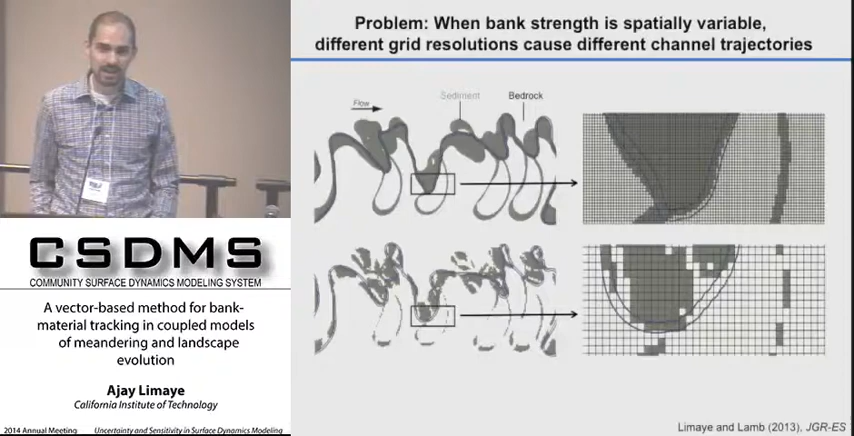 Problem: When bank strength is spatially variable,
different grid resolutions cause different channel trajectories
Flow
Sediment
Bedrock
CSDMS
COMMUNITY SURFACE DYNAMICS MODELING SYSTEM
A vector-based method for bank-
material tracking in coupled models
of meandering and landscape
evolution
Ajay Limaye
California Institute of Technology
2014 Annual Meeting Uncertainty and Sensitivity in Surface Dynamics Modeling
Limaye and Lamb (2013), JGR-ES